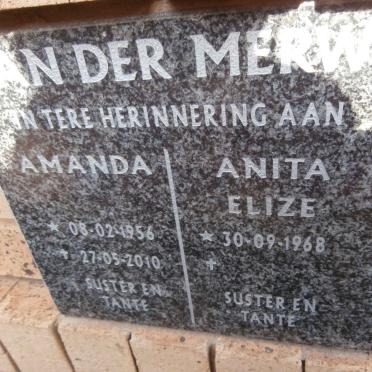 AN DER MERW
IN TERE HERINNERING AAN
AMANDA
* 08-02-1956
† 27-05-2010
SUSTER EN
TANTE
ANITA
ELIZE
* 30-09-1968
†
SUSTER EN
TANTE